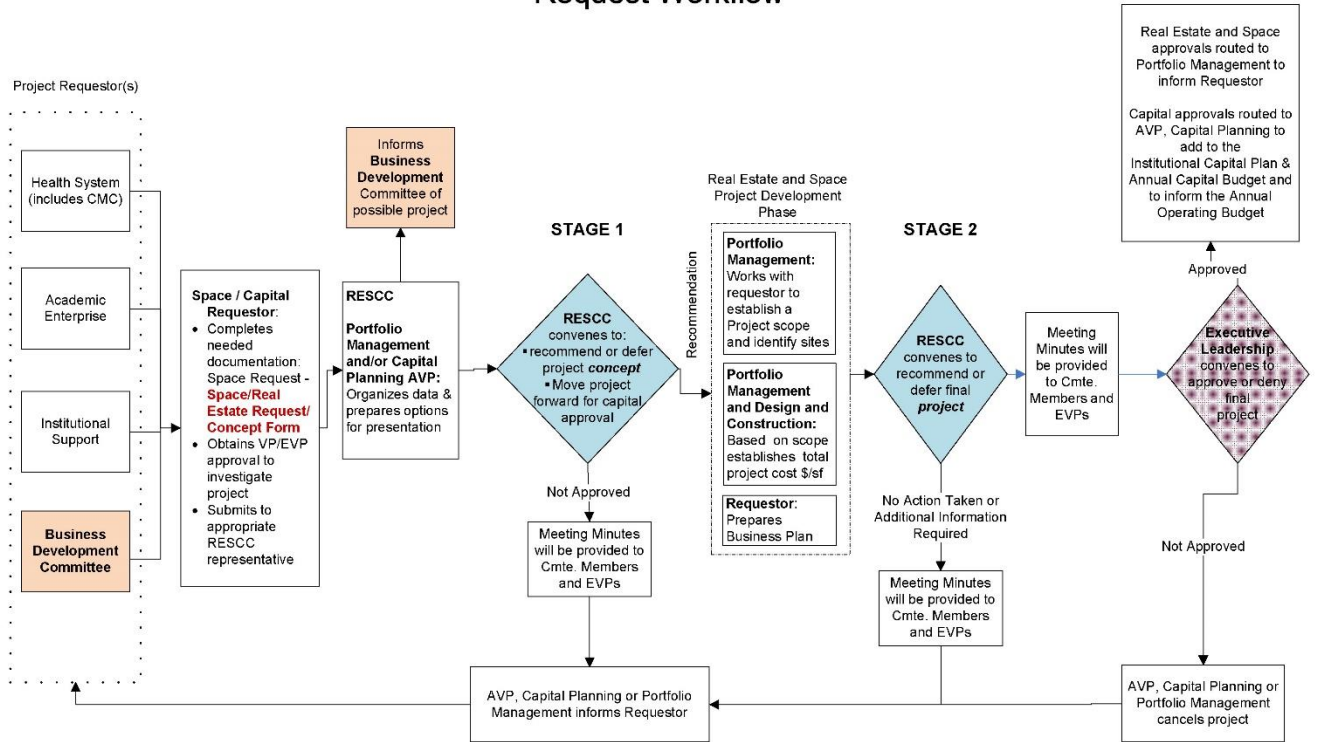 Request Workflow
Project Requestor(s)
Health System
(includes CMC)
Academic
Enterprise
Institutional
Support
Business
Development
Committee
Space / Capital
Requestor:
• Completes
needed
documentation:
Space Request -
Space/Real
Estate Request/
Concept Form
• Obtains VP/EVP
approval to
investigate
project
• Submits to
appropriate
RESCC
representative
Informs
Business
Development
Committee of
possible project
RESCC
Portfolio
Management
and/or Capital
Planning AVP:
Organizes data &
prepares options
for presentation
STAGE 1
RESCC
convenes to:
▪ recommend or defer
project concept
▪ Move project
forward for capital
approval
Not Approved
Meeting Minutes
will be provided to
Cmte. Members
and EVPs
AVP, Capital Planning or Portfolio
Management informs Requestor
Recommendation
Real Estate and Space
Project Development
Phase
Portfolio
Management:
Works with
requestor to
establish a
Project scope
and identify sites
Portfolio
Management
and Design and
Construction:
Based on scope
establishes total
project cost $/sf
Requestor:
Prepares
Business Plan
STAGE 2
RESCC
convenes to
recommend or
defer final
project
No Action Taken or
Additional Information
Required
Meeting Minutes
will be provided to
Cmte. Members
and EVPs
Meeting
Minutes will
be provided
to Cmte.
Members
and EVPs
Executive
Leadership
convenes to
approve or deny
final
project
Approved
Real Estate and Space
approvals routed to
Portfolio Management to
inform Requestor
Capital approvals routed to
AVP, Capital Planning to
add to the
Institutional Capital Plan &
Annual Capital Budget and
to inform the Annual
Operating Budget
Not Approved
AVP, Capital Planning or
Portfolio Management
cancels project